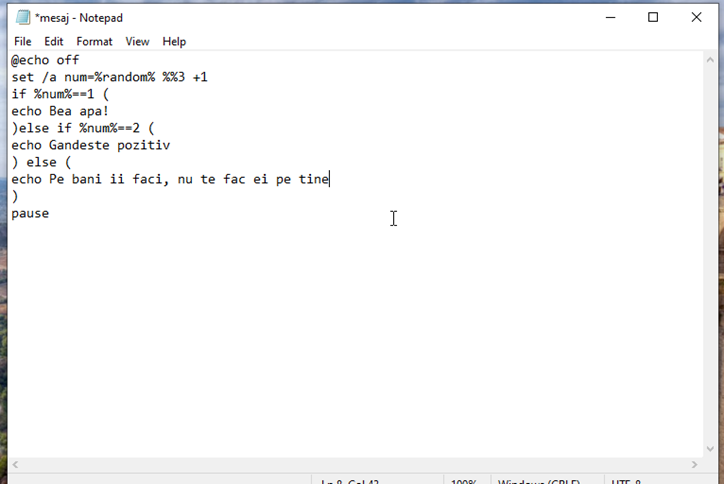 *mesaj - Notepad
File Edit Format View Help
@echo off
set /a num=%random% %%3 +1
if %num%==1 (
echo Bea apa!
)else if %num%==2 (
echo Gandeste pozitiv
) else (
echo Pe bani ii faci, nu te fac ei pe tine
)
pause
Ln 8, Col 43 100% Windows (CRLF) UTF-8